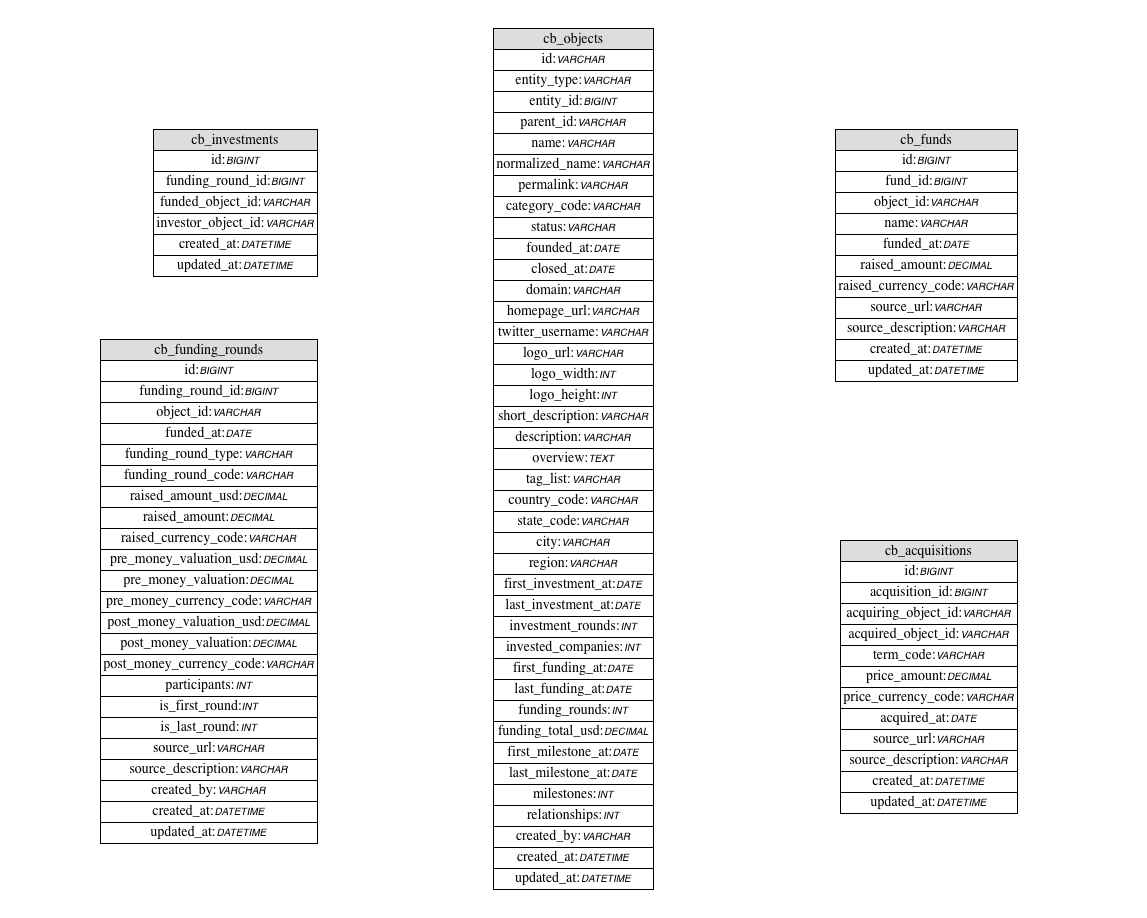 cb_objects
id: VARCHAR
entity_type: VARCHAR
entity_id: BIGINT
parent_id: VARCHAR
name: VARCHAR
normalized_name: VARCHAR
permalink: VARCHAR
category_code: VARCHAR
status: VARCHAR
founded_at: DATE
closed_at: DATE
domain: VARCHAR
homepage_url: VARCHAR
twitter_username: VARCHAR
logo_url: VARCHAR
logo_width: INT
logo_height: INT
short_description: VARCHAR
description: VARCHAR
overview: TEXT
tag_list: VARCHAR
country_code: VARCHAR
state_code: VARCHAR
city: VARCHAR
region: VARCHAR
first_investment_at: DATE
last_investment_at: DATE
investment_rounds: INT
invested_companies: INT
first_funding_at: DATE
last_funding_at: DATE
funding_rounds: INT
funding_total_usd: DECIMAL
first_milestone_at: DATE
last_milestone_at: DATE
milestones: INT
relationships: INT
created_by: VARCHAR
created_at: DATETIME
updated_at: DATETIME
cb_investments
id: BIGINT
funding_round_id: BIGINT
funded_object_id: VARCHAR
investor_object_id: VARCHAR
created_at: DATETIME
updated_at: DATETIME
cb_funding_rounds
id: BIGINT
funding_round_id: BIGINT
object_id: VARCHAR
funded_at: DATE
funding_round_type: VARCHAR
funding_round_code: VARCHAR
raised_amount_usd: DECIMAL
raised_amount: DECIMAL
raised_currency_code: VARCHAR
pre_money_valuation_usd: DECIMAL
pre_money_valuation: DECIMAL
pre_money_currency_code: VARCHAR
post_money_valuation_usd: DECIMAL
post_money_valuation: DECIMAL
post_money_currency_code: VARCHAR
participants: INT
is_first_round: INT
is_last_round: INT
source_url: VARCHAR
source_description: VARCHAR
created_by: VARCHAR
created_at: DATETIME
updated_at: DATETIME
cb_funds
id: BIGINT
fund_id: BIGINT
object_id: VARCHAR
name: VARCHAR
funded_at: DATE
raised_amount: DECIMAL
raised_currency_code: VARCHAR
source_url: VARCHAR
source_description: VARCHAR
created_at: DATETIME
updated_at: DATETIME
cb_acquisitions
id: BIGINT
acquisition_id: BIGINT
acquiring_object_id: VARCHAR
acquired_object_id: VARCHAR
term_code: VARCHAR
price_amount: DECIMAL
price_currency_code: VARCHAR
acquired_at: DATE
source_url: VARCHAR
source_description: VARCHAR
created_at: DATETIME
updated_at: DATETIME